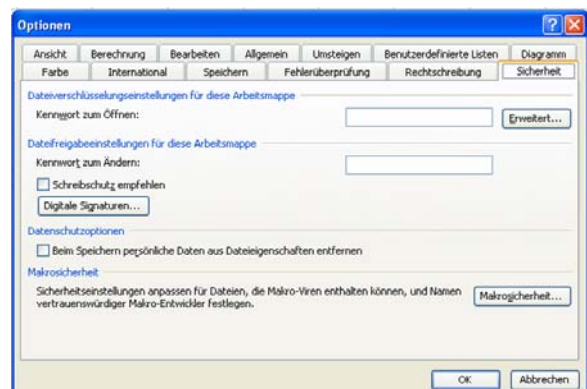 Optionen
Ansicht Berechnung Bearbeiten Allgemein Umsteigen Benutzerdefinierte Listen Diagramm
Farbe International Speichern Fehlerüberprüfung Rechtschreibung Sicherheit
Dateiverschlüsselungseinstellungen für diese Arbeitsmappe
Kennwort zum Öffnen: Erweitert...
Dateifreigabeeinstellungen für diese Arbeitsmappe
Kennwort zum Ändern:
Schreibschutz empfehlen
Digitale Signaturen...
Datenschutzoptionen
Beim Speichern persönliche Daten aus Dateieigenschaften entfernen
Makrosicherheit
Sicherheitseinstellungen anpassen für Dateien, die Makro-Viren enthalten können, und Namen
vertrauenswürdiger Makro-Entwickler festlegen. Makrosicherheit...
OK Abbrechen